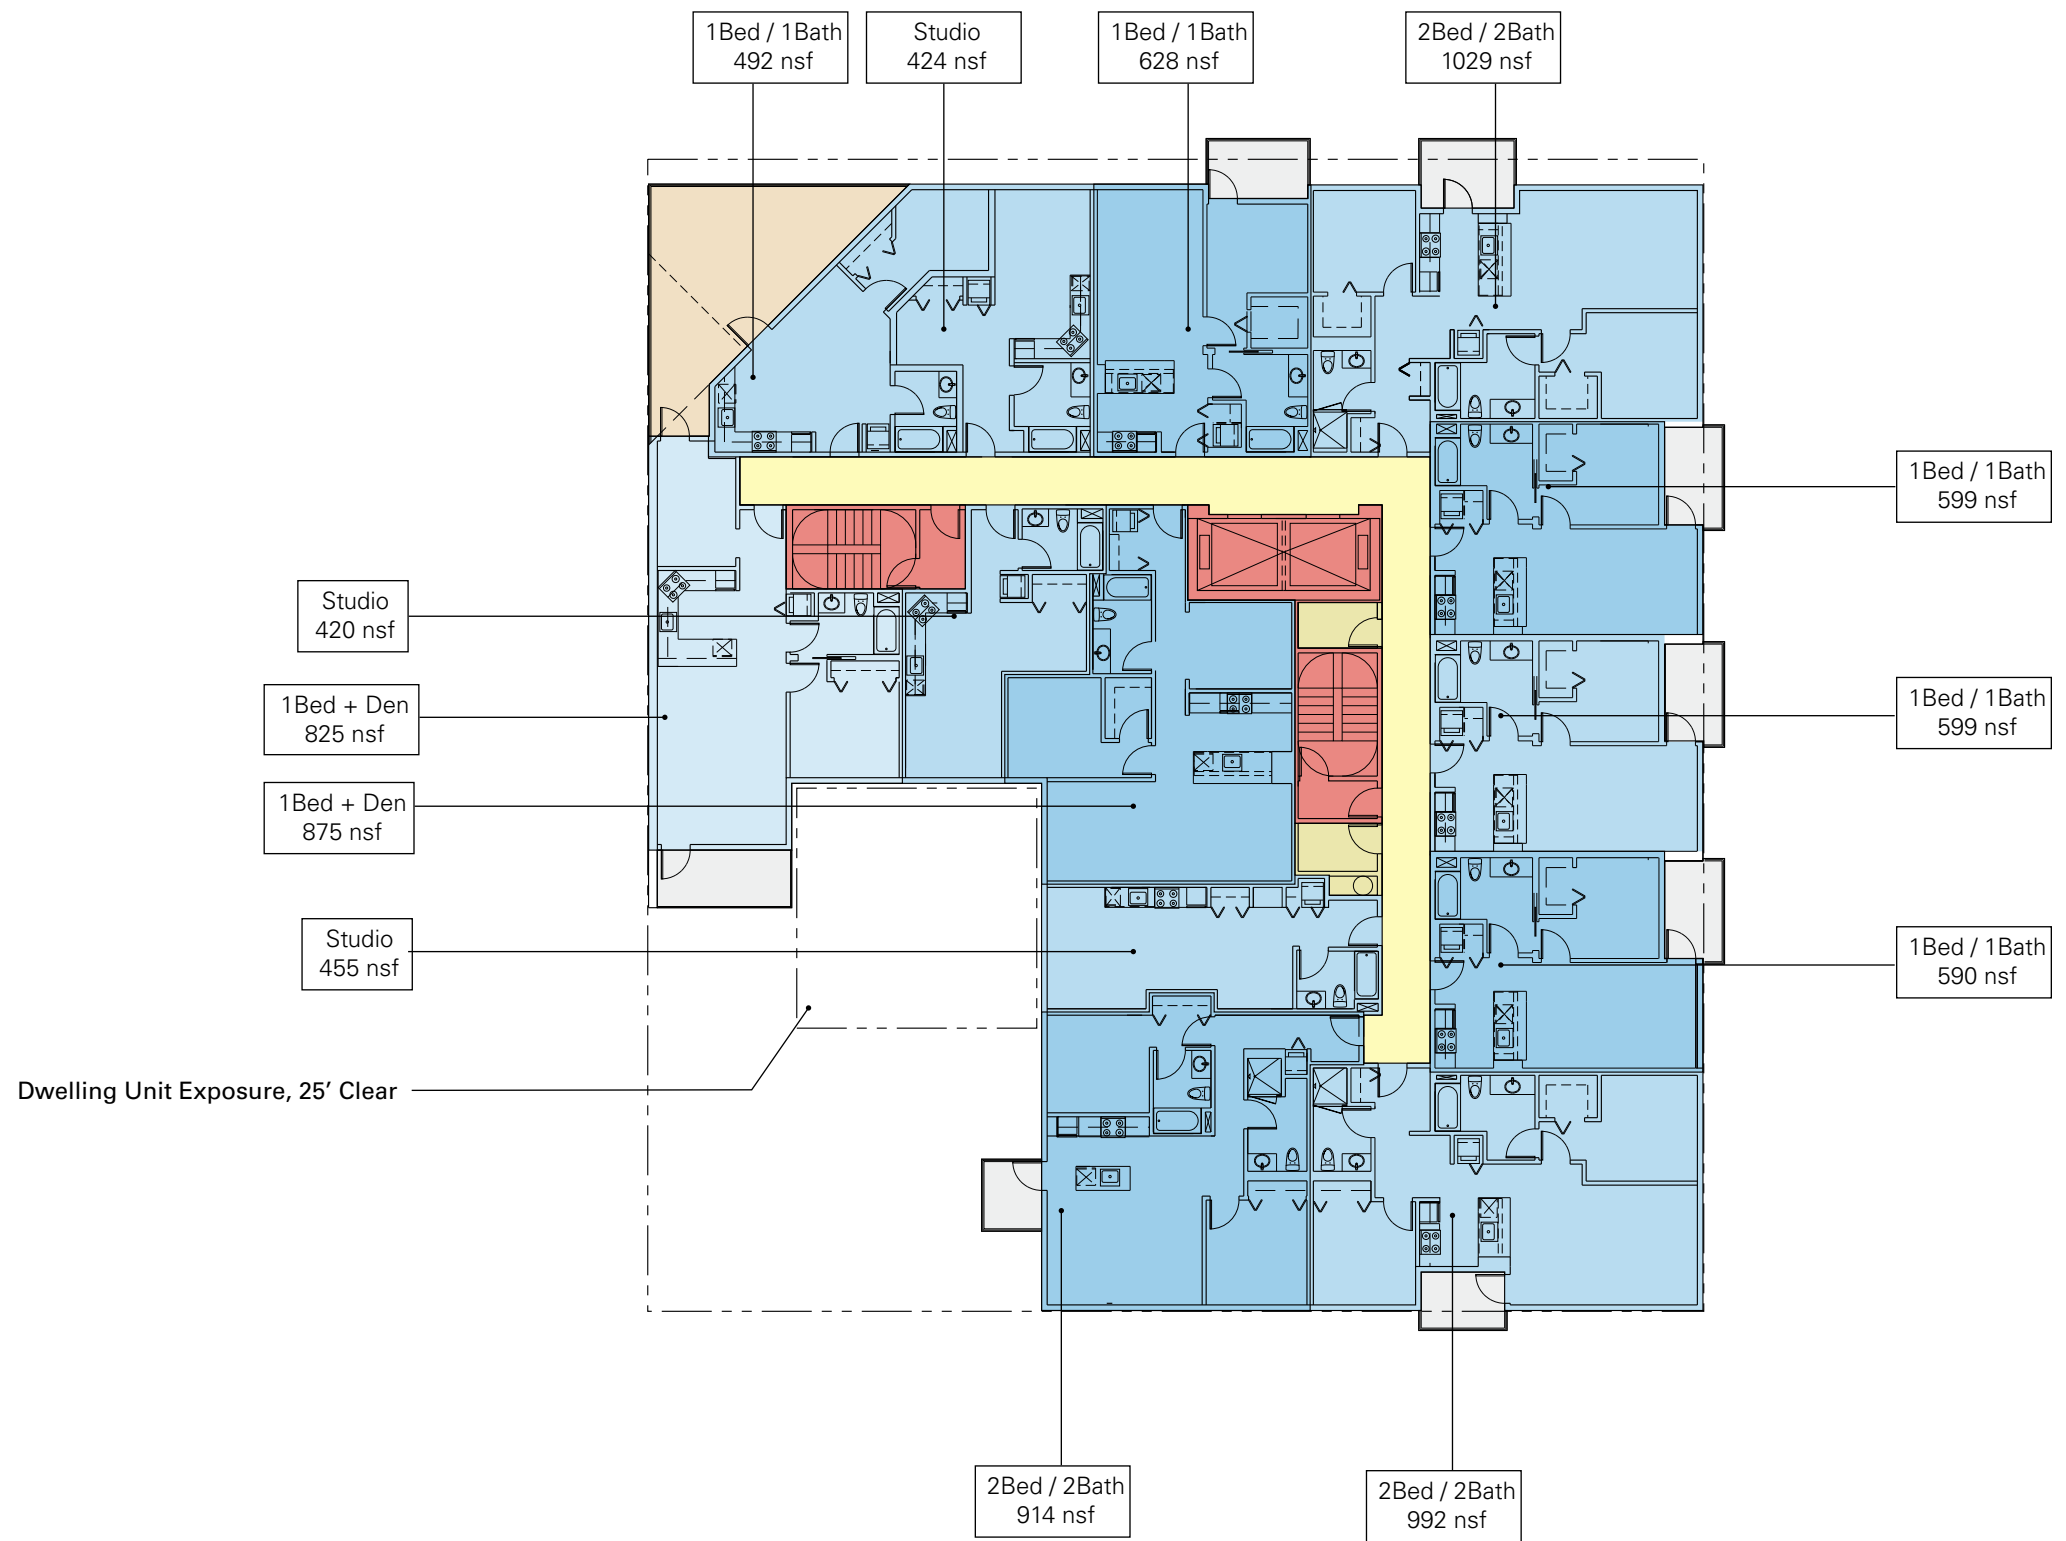 1Bed / 1Bath
492 nsf
Studio
424 nsf
1Bed / 1Bath
628 nsf
2Bed / 2Bath
1029 nsf
1Bed / 1Bath
599 nsf
Studio
420 nsf
1Bed + Den
825 nsf
1Bed / 1Bath
599 nsf
1Bed + Den
875 nsf
Studio
455 nsf
1Bed / 1Bath
590 nsf
Dwelling Unit Exposure, 25’ Clear
2Bed / 2Bath
914 nsf
2Bed / 2Bath
992 nsf